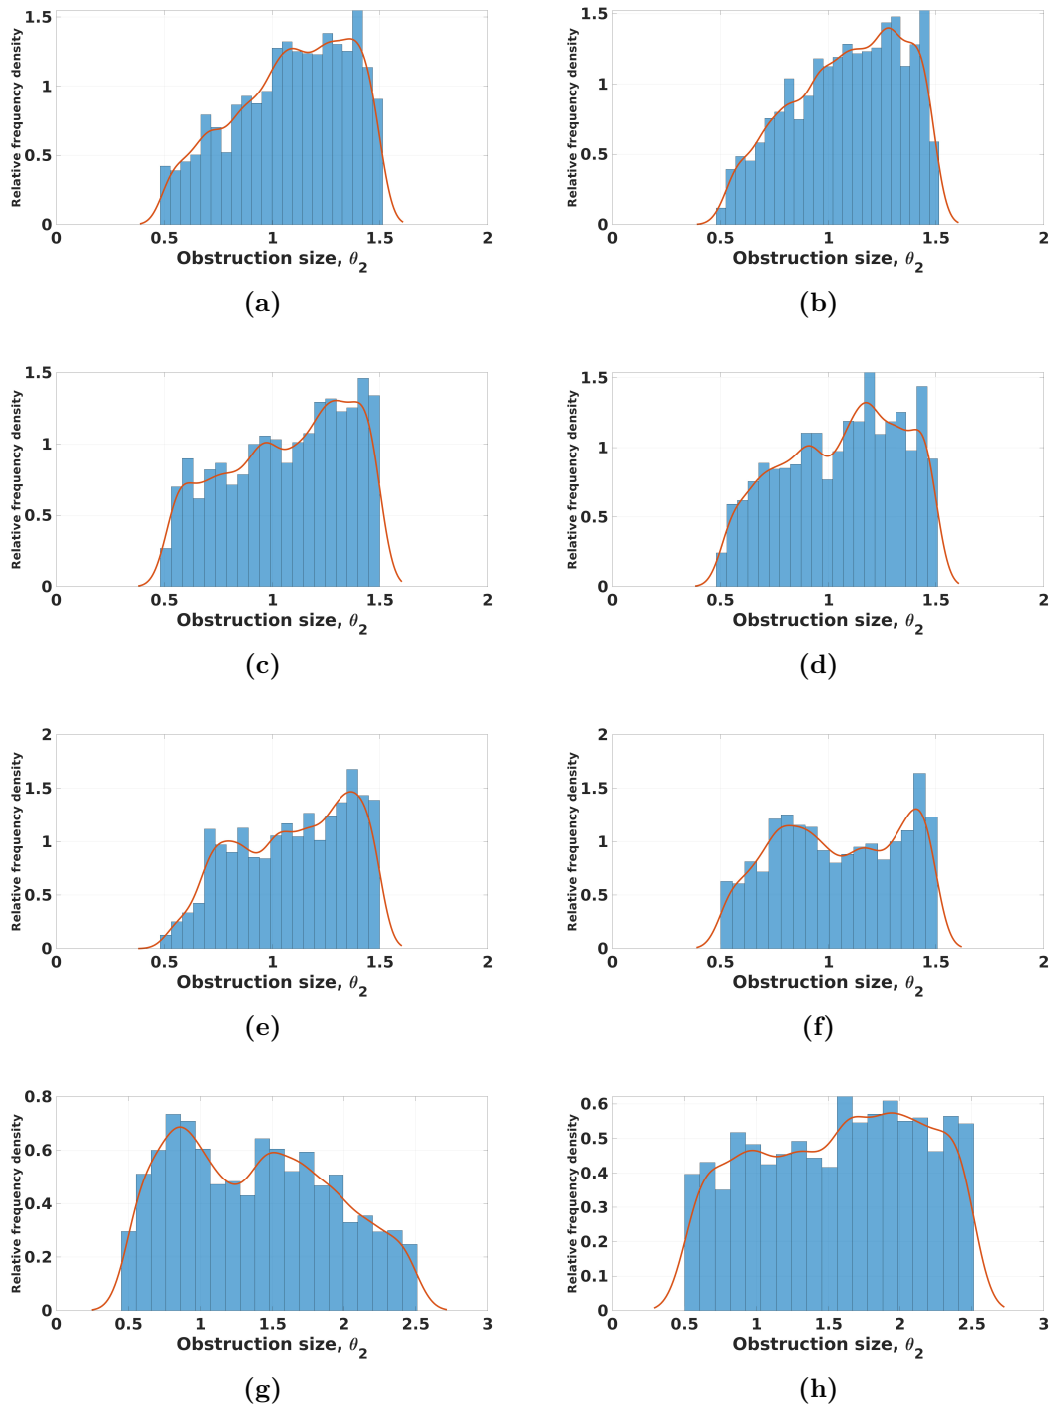 Relative frequency density
1.5
1
0.5
0
0 0.5 1 1.5 2
Obstruction size, θ2
(a)
Relative frequency density
1.5
1
0.5
0
0 0.5 1 1.5 2
Obstruction size, θ2
(b)
Relative frequency density
1.5
1
0.5
0
0 0.5 1 1.5 2
Obstruction size, θ2
(c)
Relative frequency density
1.5
1
0.5
0
0 0.5 1 1.5 2
Obstruction size, θ2
(d)
Relative frequency density
2
1.5
1
0.5
0
0 0.5 1 1.5 2
Obstruction size, θ2
(e)
Relative frequency density
2
1.5
1
0.5
0
0 0.5 1 1.5 2
Obstruction size, θ2
(f)
Relative frequency density
0.8
0.6
0.4
0.2
0
0 0.5 1 1.5 2 2.5 3
Obstruction size, θ2
(g)
Relative frequency density
0.6
0.5
0.4
0.3
0.2
0.1
0
0 0.5 1 1.5 2 2.5 3
Obstruction size, θ2
(h)